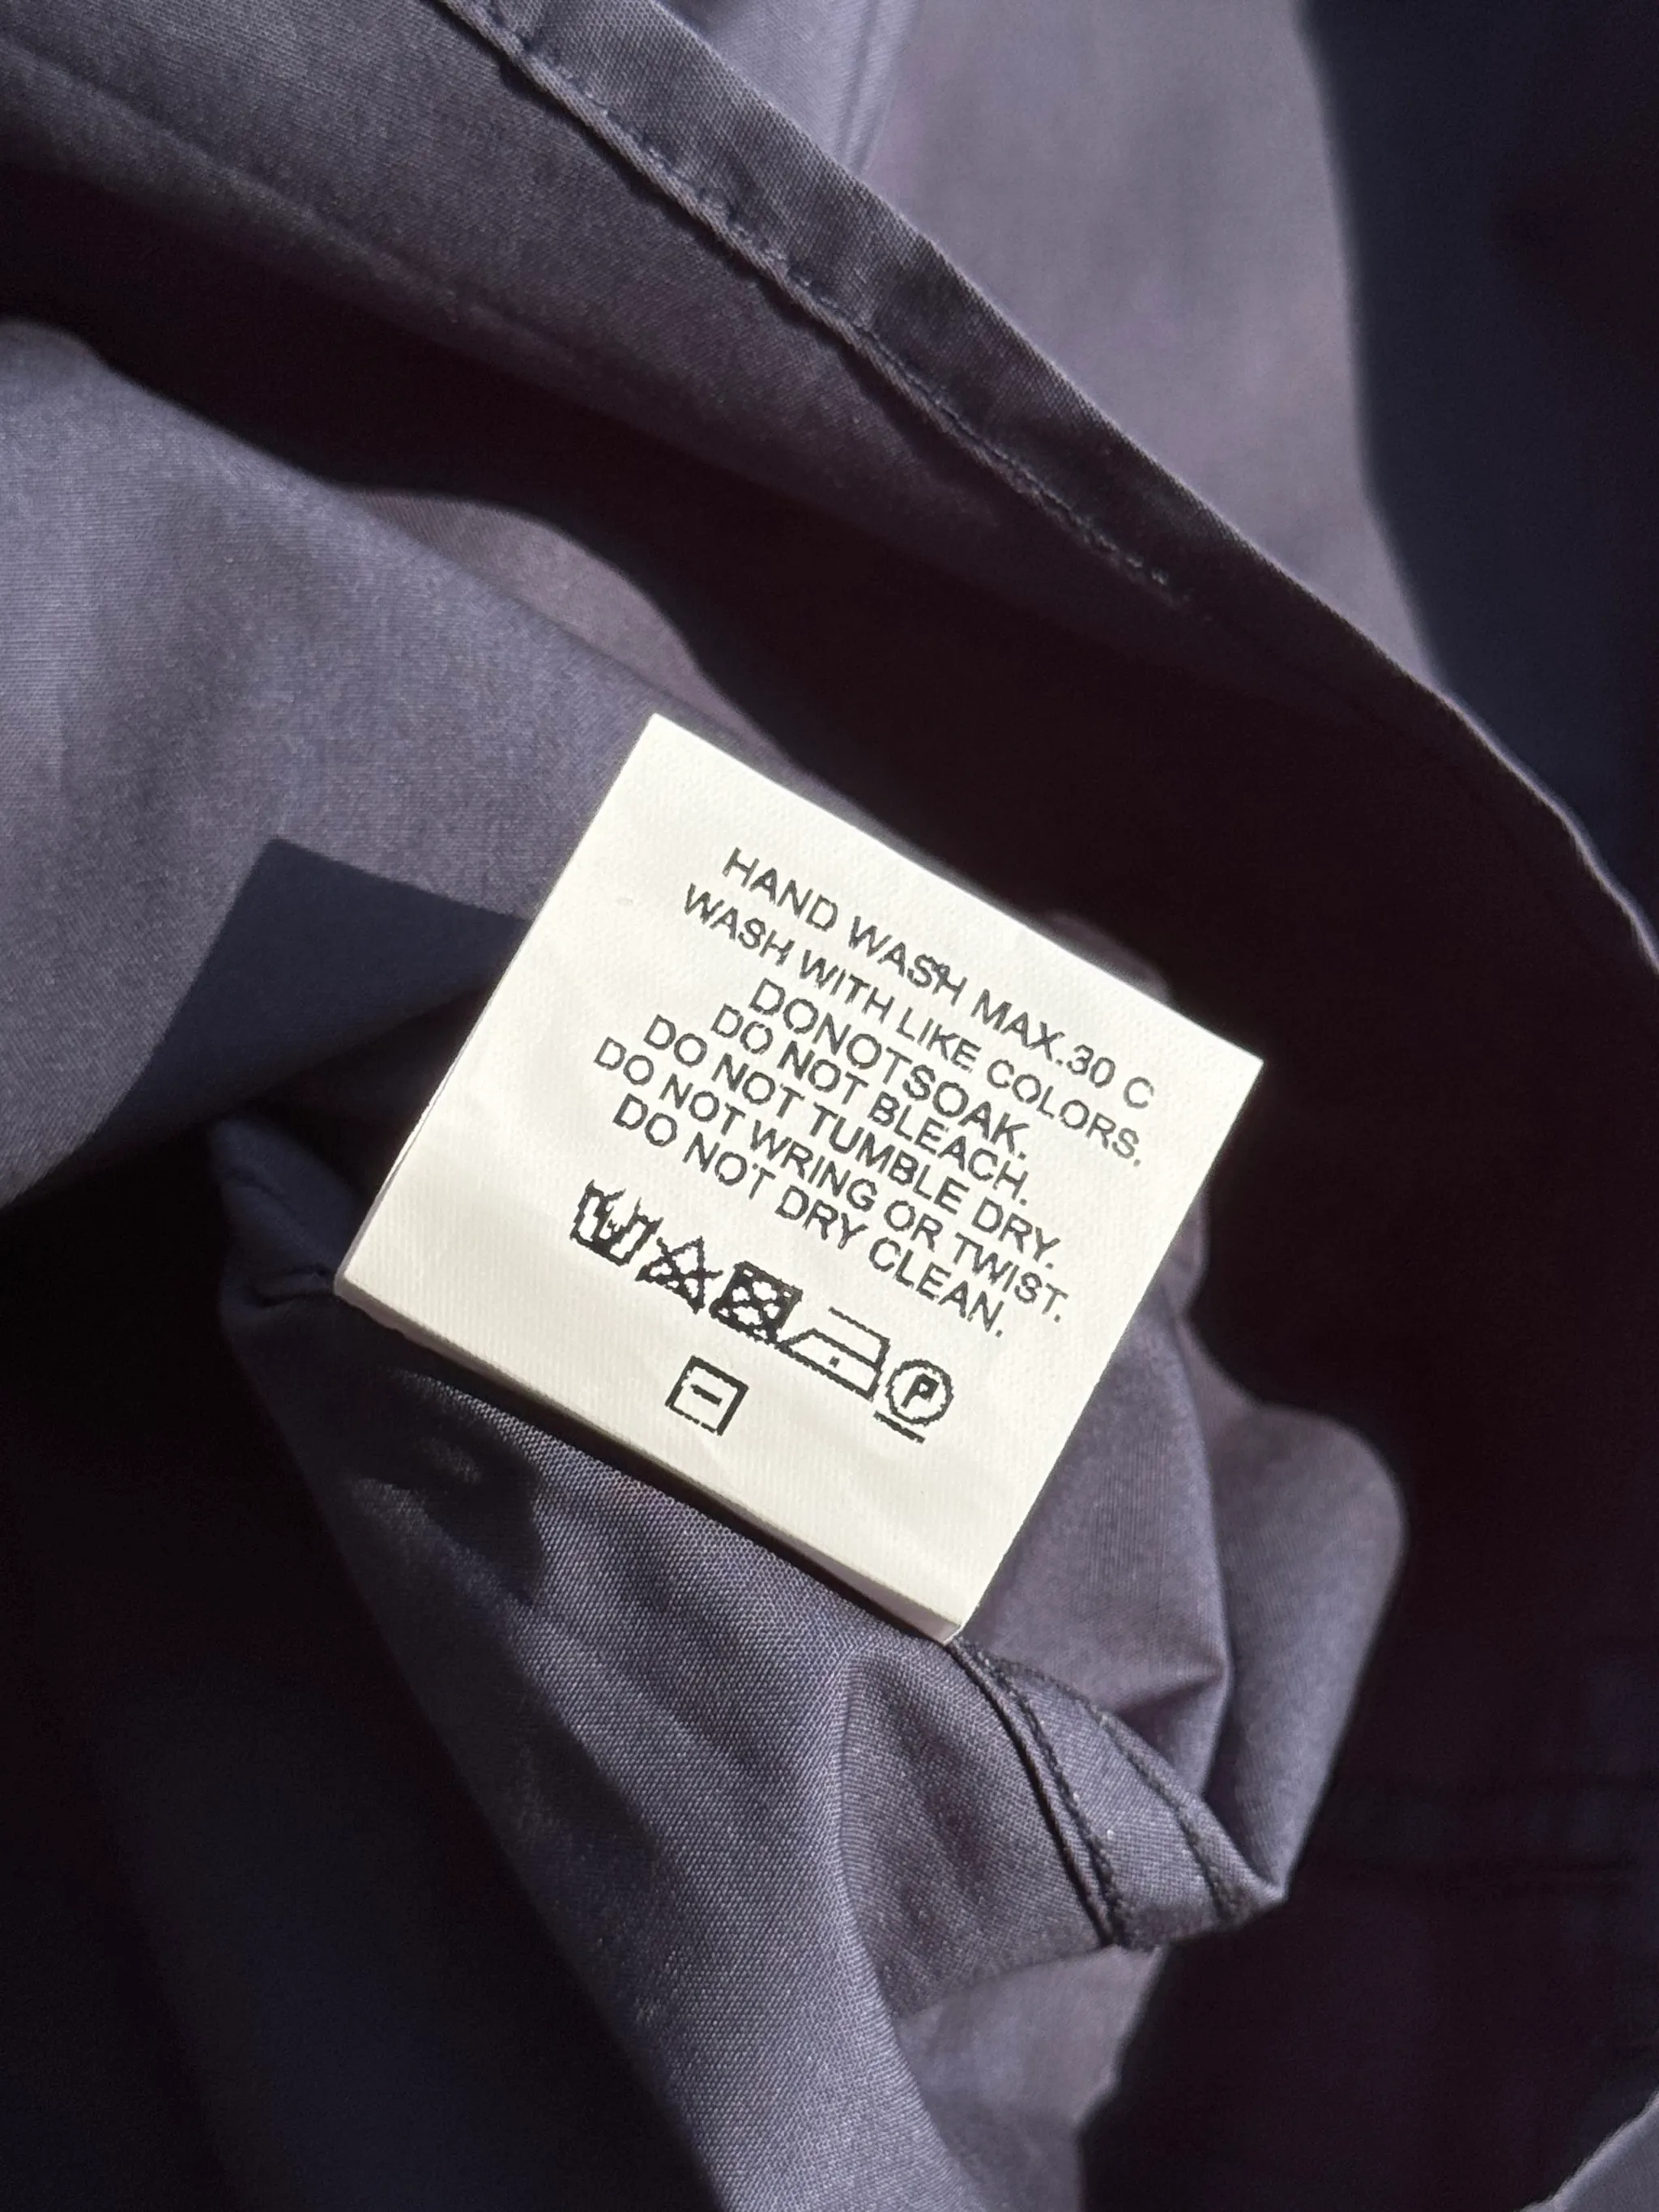 HAND WASH MAX.30 C
WASH WITH LIKE COLORS.
DONOTSOAK.
DO NOT BLEACH.
DO NOT TUMBLE DRY.
DO NOT WRING OR TWIST.
DO NOT DRY CLEAN.
P